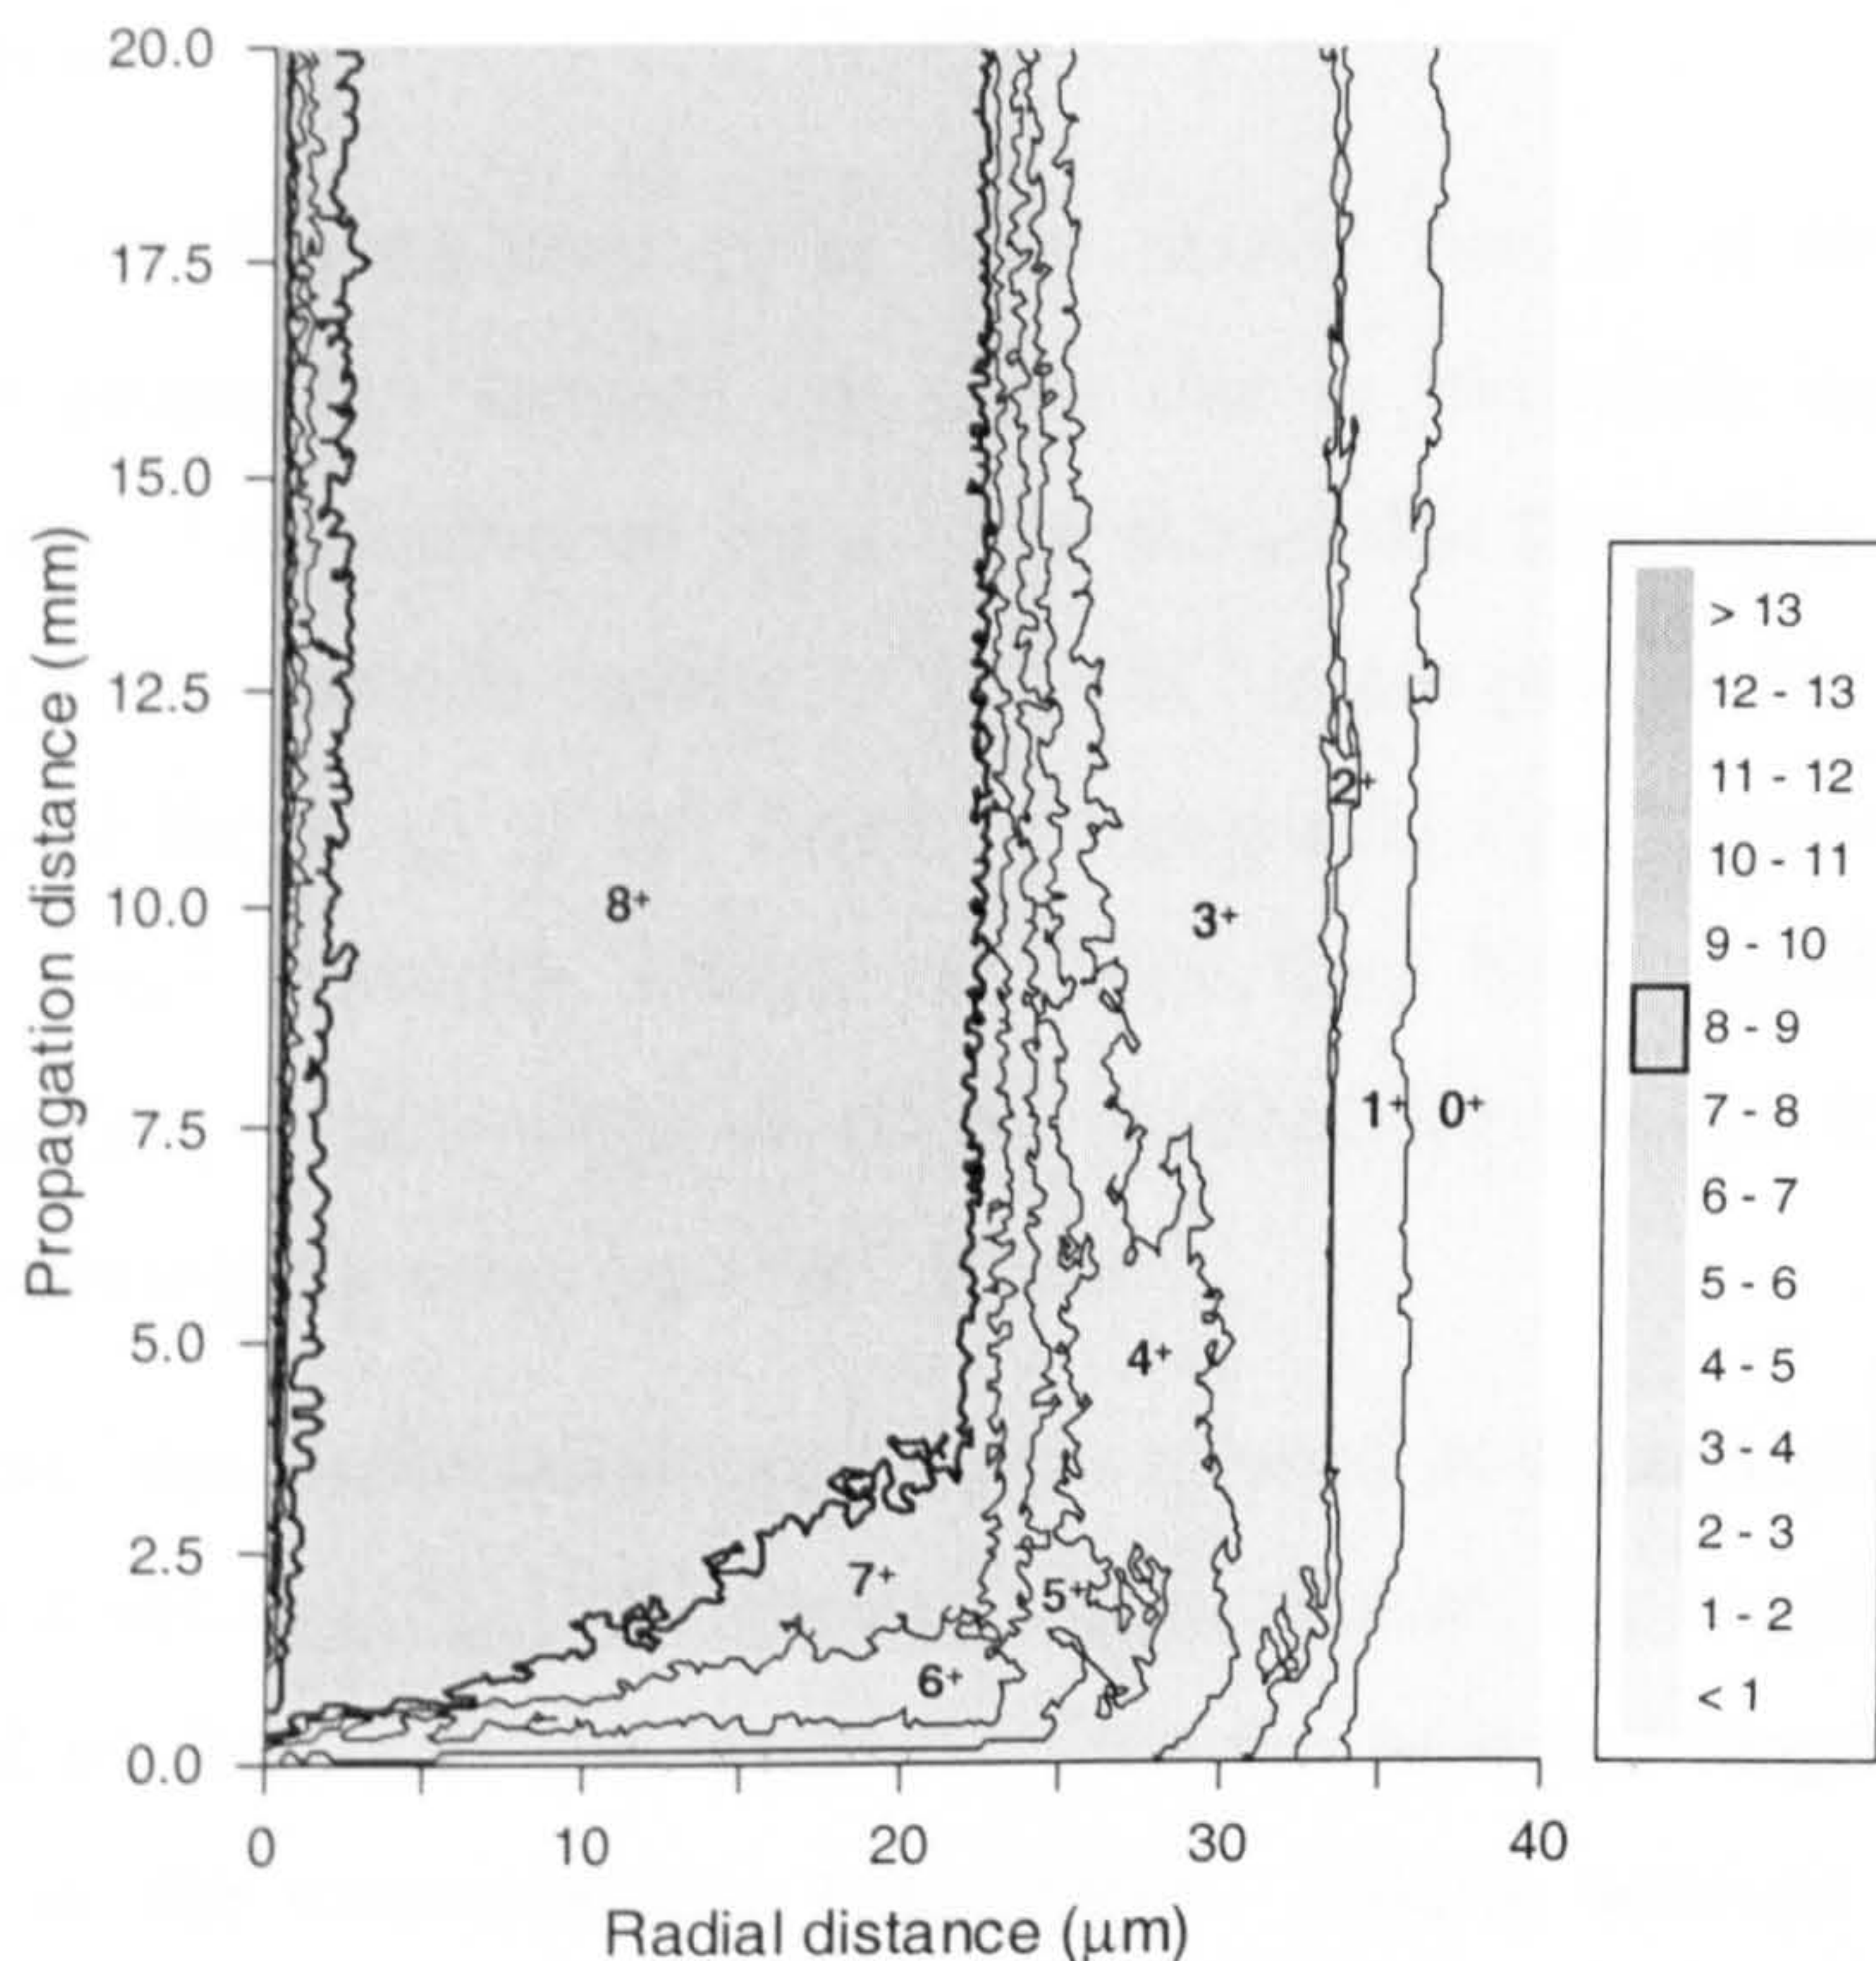 Propagation distance (mm)
20.0
17.5
15.0
12.5
10.0
7.5
5.0
2.5
0.0
0 10 20 30 40
Radial distance (μm)
8+
3+
2+
1+ 0+
4+
7+
5+
6+
> 13
12 - 13
11 - 12
10 - 11
9 - 10
8 - 9
7 - 8
6 - 7
5 - 6
4 - 5
3 - 4
2 - 3
1 - 2
< 1